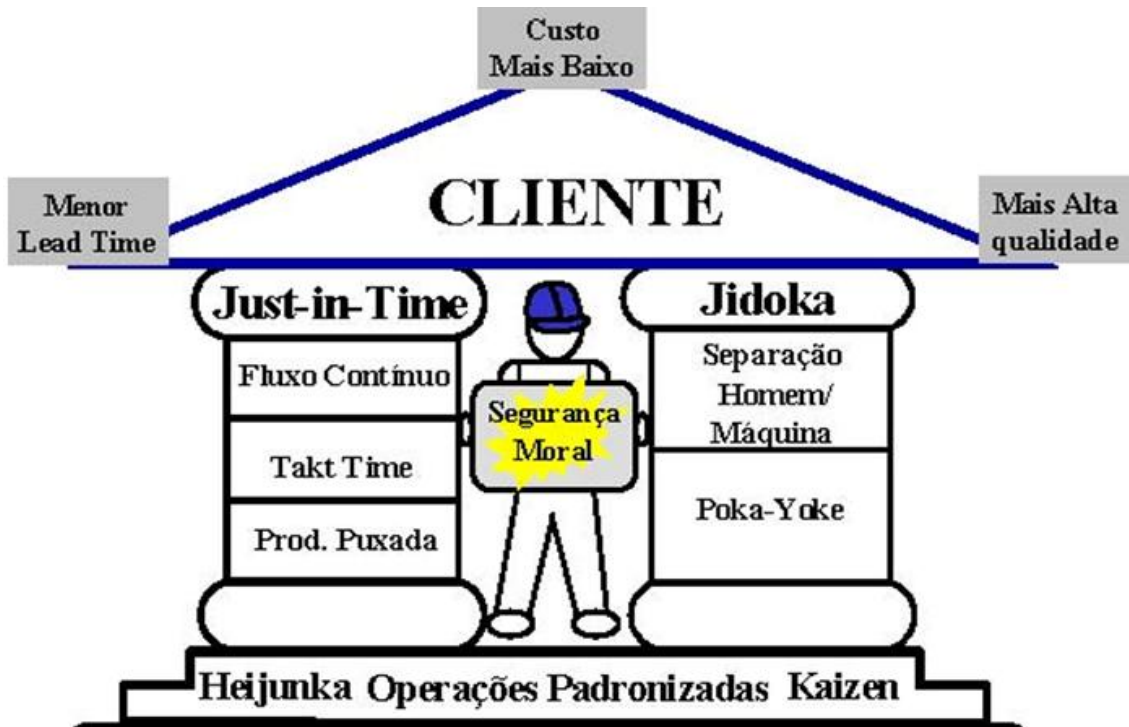 Custo
Mais Baixo
CLIENTE
Menor
Lead Time
Mais Alta
qualidade
Just-in-Time
Fluxo Contínuo
Takt Time
Prod. Puxada
Segurança
Moral
Jidoka
Separação
Homem/
Máquina
Poka-Yoke
Heijunka Operações Padronizadas Kaizen